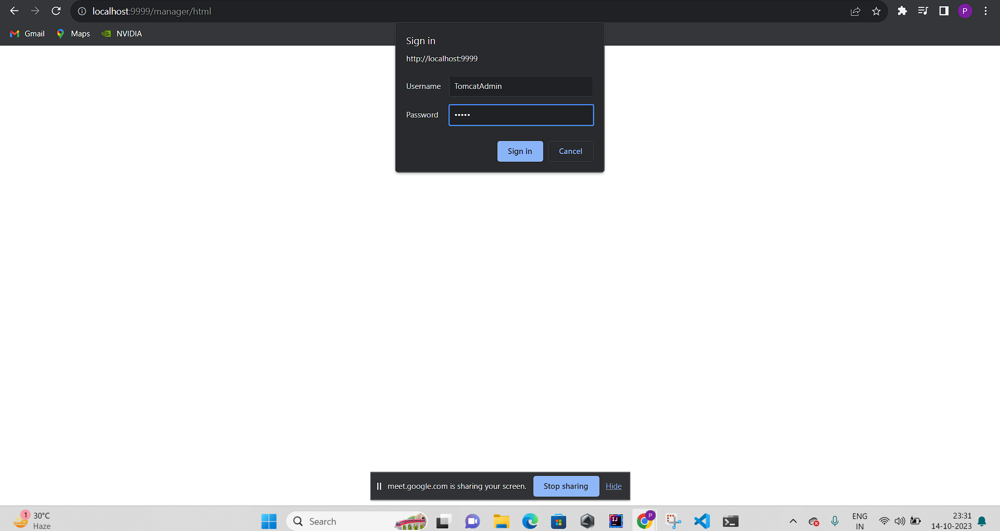 localhost:9999/manager/html
P
Gmail Maps NVIDIA
Sign in
http://localhost:9999
Username TomcatAdmin
Password •••••
Sign in Cancel
meet.google.com is sharing your screen. Stop sharing Hide
1
30°C
Haze
Search
IJ
P
ENG
IN
23:31
14-10-2023